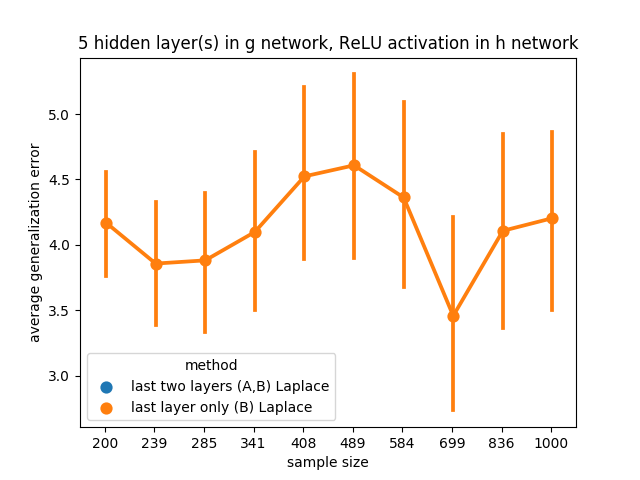 5 hidden layer(s) in g network, ReLU activation in h network
average generalization error
5.0
4.5
4.0
3.5
3.0
method
last two layers (A,B) Laplace
last layer only (B) Laplace
200 239 285 341 408 489 584 699 836 1000
sample size